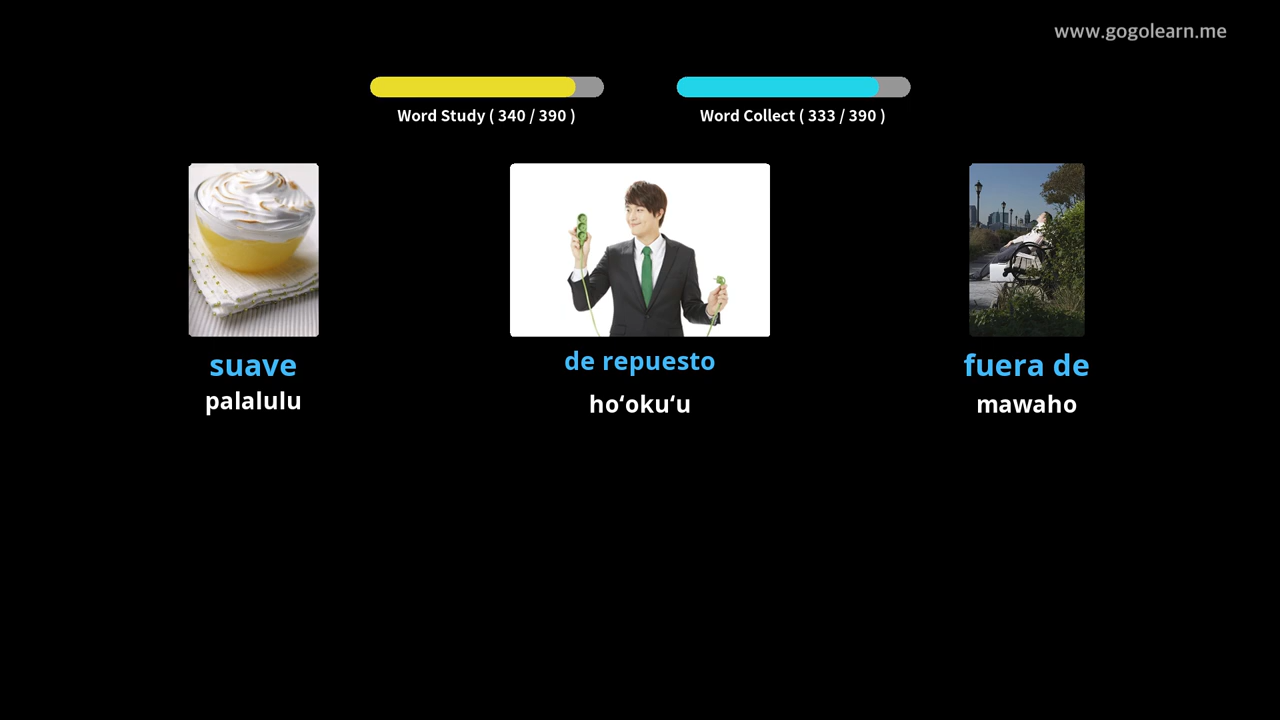 www.gogolearn.me
Word Study ( 340 / 390 )
Word Collect ( 333 / 390 )
suave
de repuesto
fuera de
palalulu
hoʻokuʻu
mawaho